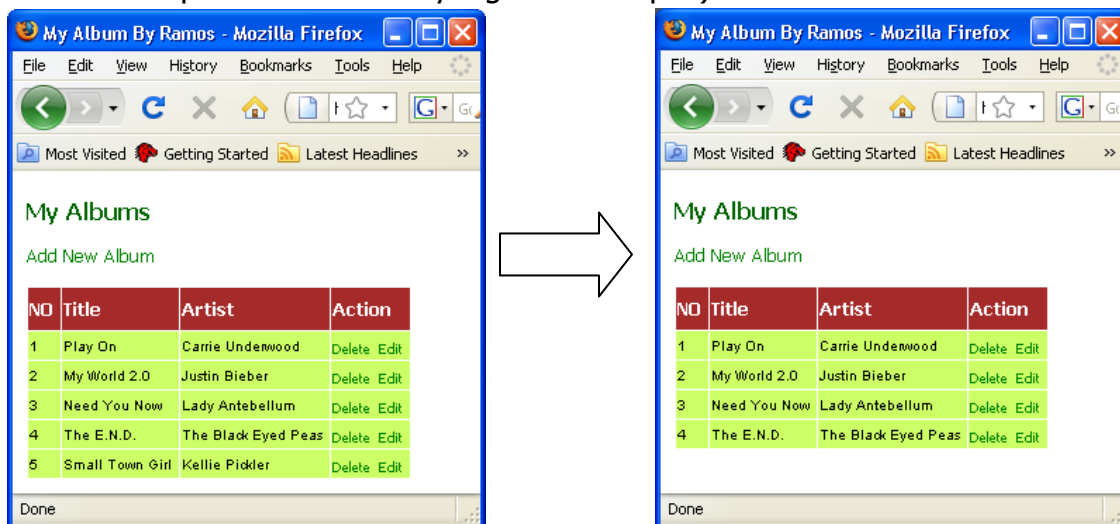 My Album By Ramos - Mozilla Firefox
File Edit View History Bookmarks Tools Help
Most Visited Getting Started Latest Headlines »
My Albums
Add New Album
NO Title Artist Action
1 Play On Carrie Underwood Delete Edit
2 My World 2.0 Justin Bieber Delete Edit
3 Need You Now Lady Antebellum Delete Edit
4 The E.N.D. The Black Eyed Peas Delete Edit
5 Small Town Girl Kellie Pickler Delete Edit
Done
My Album By Ramos - Mozilla Firefox
File Edit View History Bookmarks Tools Help
Most Visited Getting Started Latest Headlines »
My Albums
Add New Album
NO Title Artist Action
1 Play On Carrie Underwood Delete Edit
2 My World 2.0 Justin Bieber Delete Edit
3 Need You Now Lady Antebellum Delete Edit
4 The E.N.D. The Black Eyed Peas Delete Edit
Done